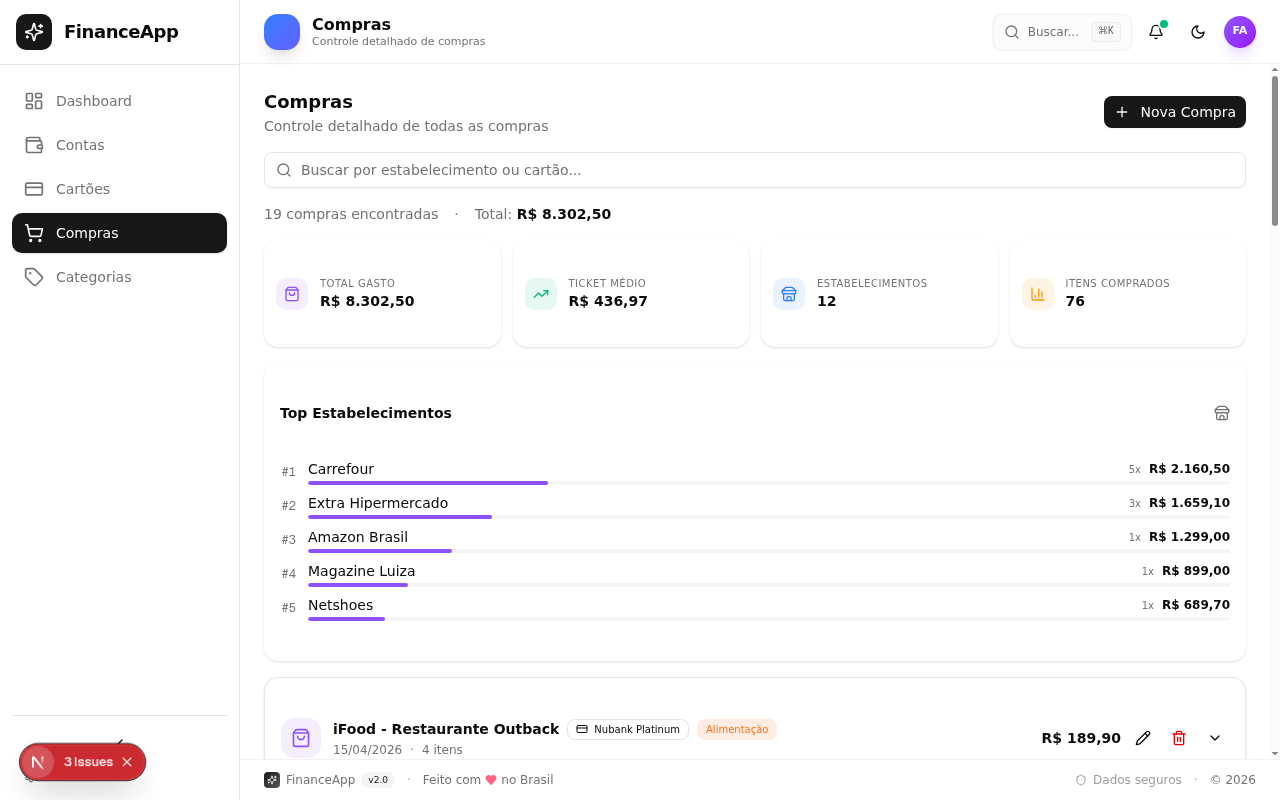 FinanceApp
Dashboard
Contas
Cartões
Compras
Categorias
N
3 Issues
Compras
Controle detalhado de compras
Buscar...
⌘K
FA
Compras
Controle detalhado de todas as compras
Nova Compra
Buscar por estabelecimento ou cartão...
19 compras encontradas · Total: R$ 8.302,50
TOTAL GASTO
R$ 8.302,50
TICKET MÉDIO
R$ 436,97
ESTABELECIMENTOS
12
ITENS COMPRADOS
76
Top Estabelecimentos
#1 Carrefour 5x R$ 2.160,50
#2 Extra Hipermercado 3x R$ 1.659,10
#3 Amazon Brasil 1x R$ 1.299,00
#4 Magazine Luiza 1x R$ 899,00
#5 Netshoes 1x R$ 689,70
iFood - Restaurante Outback Nubank Platinum Alimentação
15/04/2026 · 4 itens
R$ 189,90
FinanceApp v2.0 · Feito com ❤ no Brasil
Dados seguros · © 2026